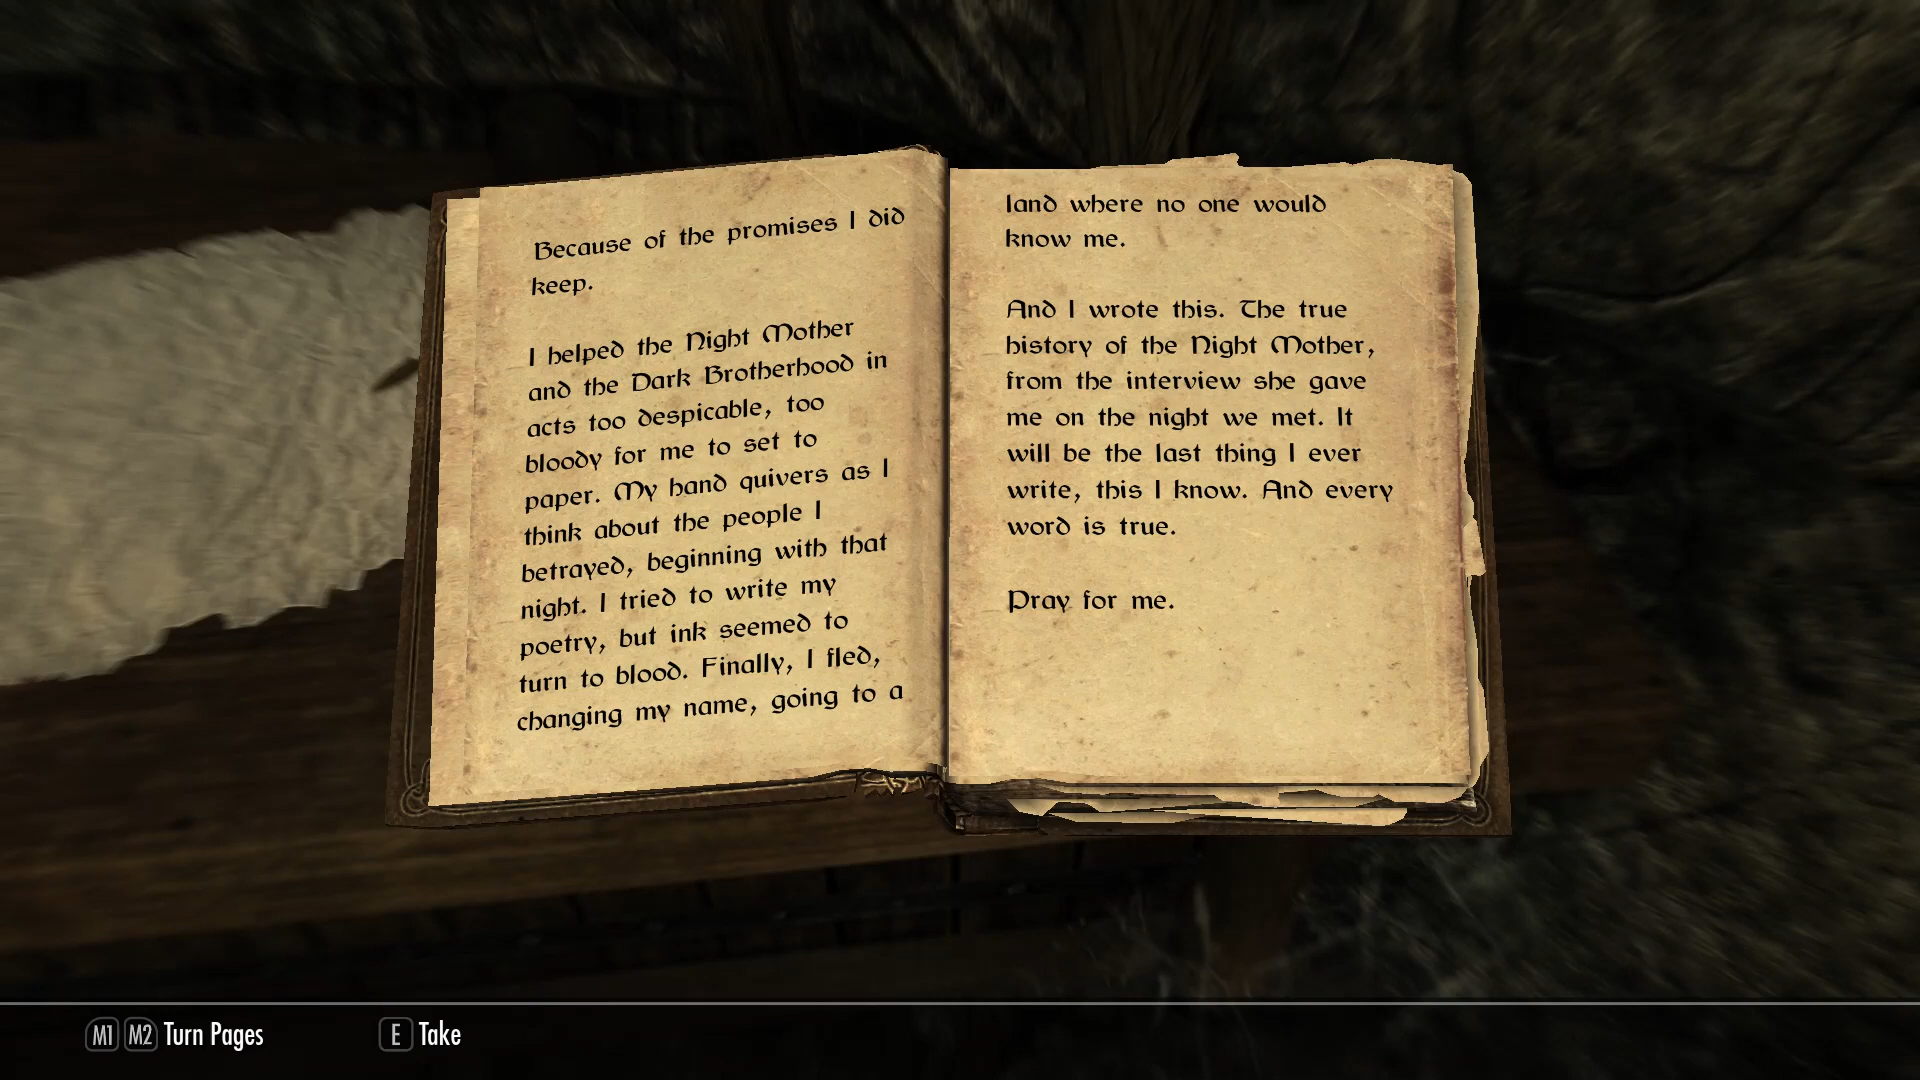 Because of the promises I did
keep.
I helped the Night Mother
and the Dark Brotherhood in
acts too despicable, too
bloody for me to set to
paper. My hand quivers as I
think about the people I
betrayed, beginning with that
night. I tried to write my
poetry, but ink seemed to
turn to blood. Finally, I fled,
changing my name, going to a
land where no one would
know me.
And I wrote this. The true
history of the Night Mother,
from the interview she gave
me on the night we met. It
will be the last thing I ever
write, this I know. And every
word is true.
Pray for me.
M1 M2 Turn Pages
E Take